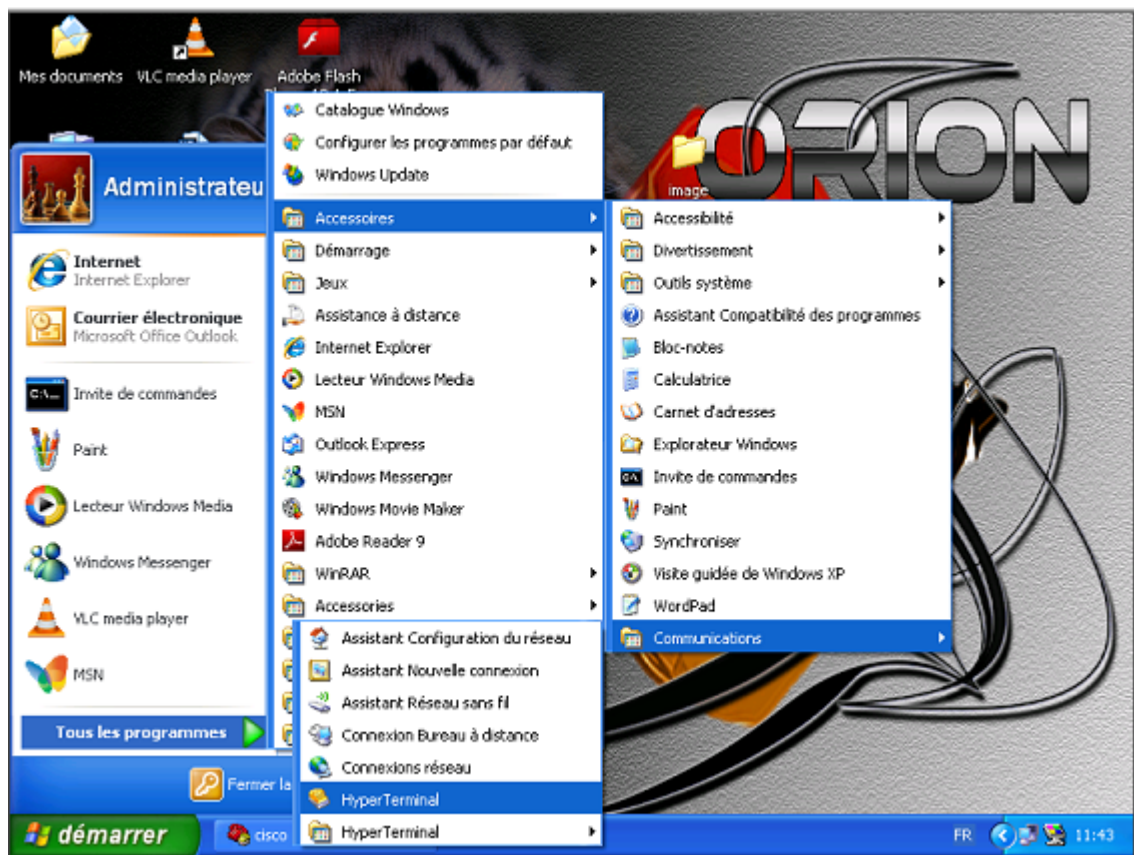 Mes documents
VLC media player
Adobe Flash
ORION
image
Administrateu
Internet
Internet Explorer
Courrier électronique
Microsoft Office Outlook
Invite de commandes
Paint
Lecteur Windows Media
Windows Messenger
VLC media player
MSN
Tous les programmes
Fermer la
Catalogue Windows
Configurer les programmes par défaut
Windows Update
Accessoires
Démarrage
Jeux
Assistance à distance
Internet Explorer
Lecteur Windows Media
MSN
Outlook Express
Windows Messenger
Windows Movie Maker
Adobe Reader 9
WinRAR
Accessories
Accessibilité
Divertissement
Outils système
Assistant Compatibilité des programmes
Bloc-notes
Calculatrice
Carnet d'adresses
Explorateur Windows
Invite de commandes
Paint
Synchroniser
Visite guidée de Windows XP
WordPad
Communications
Assistant Configuration du réseau
Assistant Nouvelle connexion
Assistant Réseau sans fil
Connexion Bureau à distance
Connexions réseau
HyperTerminal
HyperTerminal
démarrer
cisco
FR
11:43